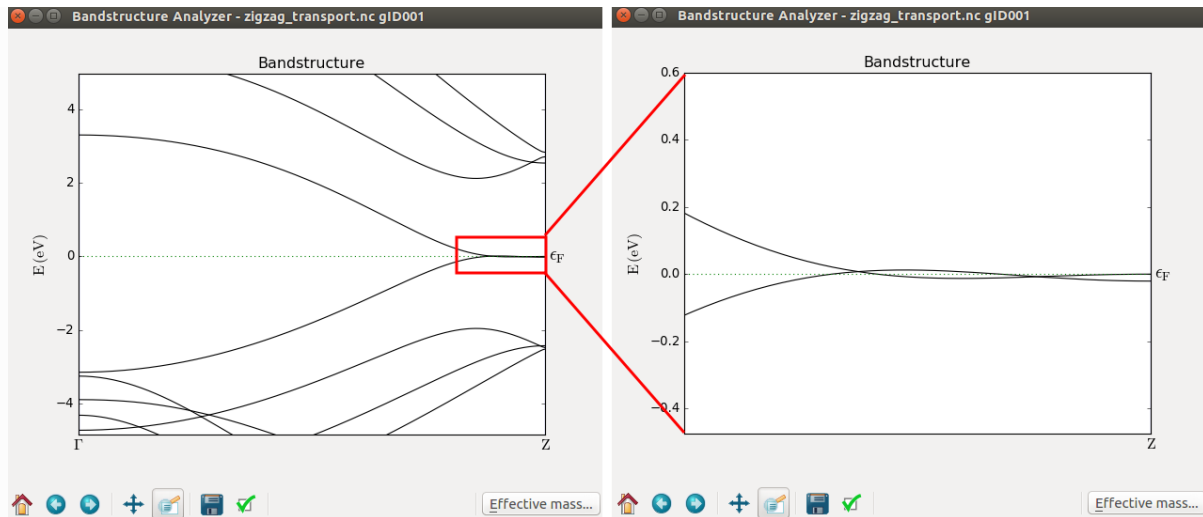 Bandstructure Analyzer - zigzag_transport.nc gID001
Bandstructure
4
2
0
−2
−4
E (eV)
ϵF
Γ
Z
Effective mass...
Bandstructure Analyzer - zigzag_transport.nc gID001
Bandstructure
0.6
0.4
0.2
0.0
−0.2
−0.4
E (eV)
ϵF
Z
Effective mass...